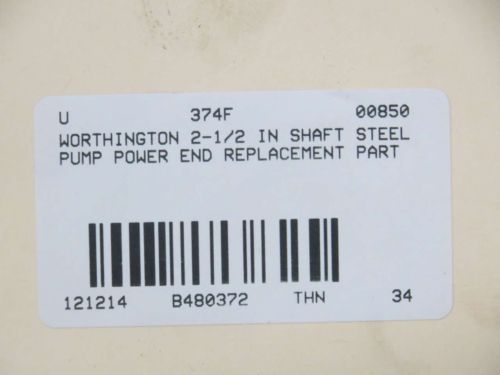 U 374F 00850
WORTHINGTON 2-1/2 IN SHAFT STEEL
PUMP POWER END REPLACEMENT PART
121214 B480372 THN 34